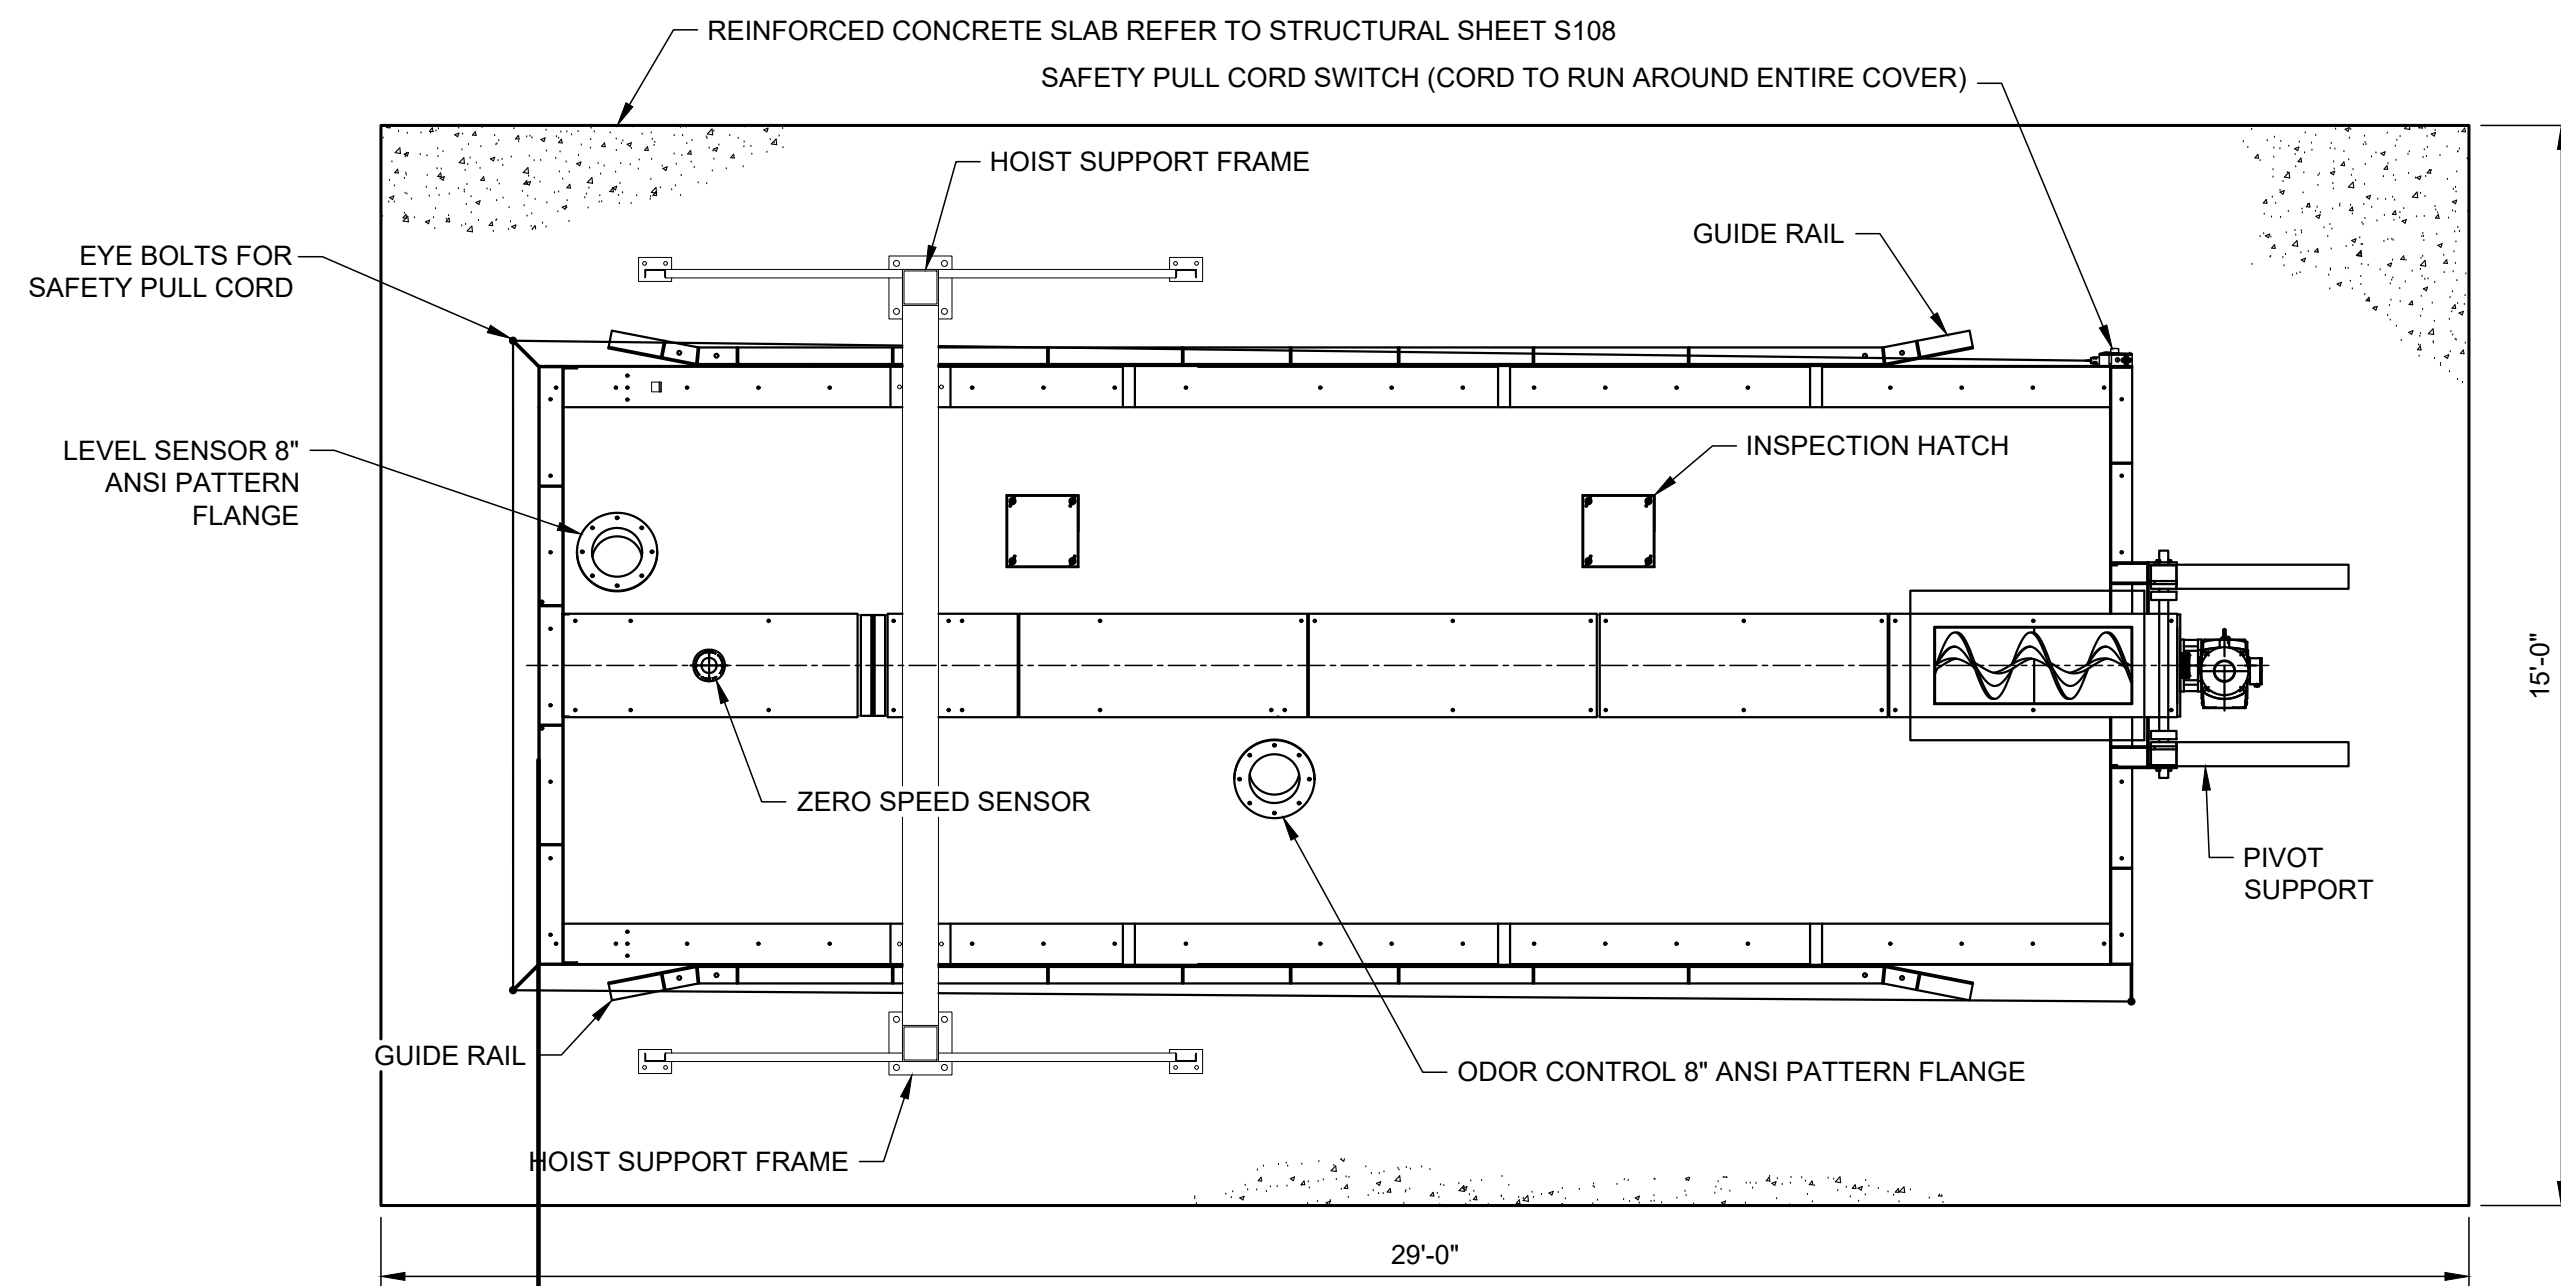 REINFORCED CONCRETE SLAB REFER TO STRUCTURAL SHEET S108
SAFETY PULL CORD SWITCH (CORD TO RUN AROUND ENTIRE COVER)
HOIST SUPPORT FRAME
GUIDE RAIL
EYE BOLTS FOR
SAFETY PULL CORD
LEVEL SENSOR 8"
ANSI PATTERN
FLANGE
INSPECTION HATCH
15'-0"
ZERO SPEED SENSOR
PIVOT
SUPPORT
GUIDE RAIL
ODOR CONTROL 8" ANSI PATTERN FLANGE
HOIST SUPPORT FRAME
29'-0"